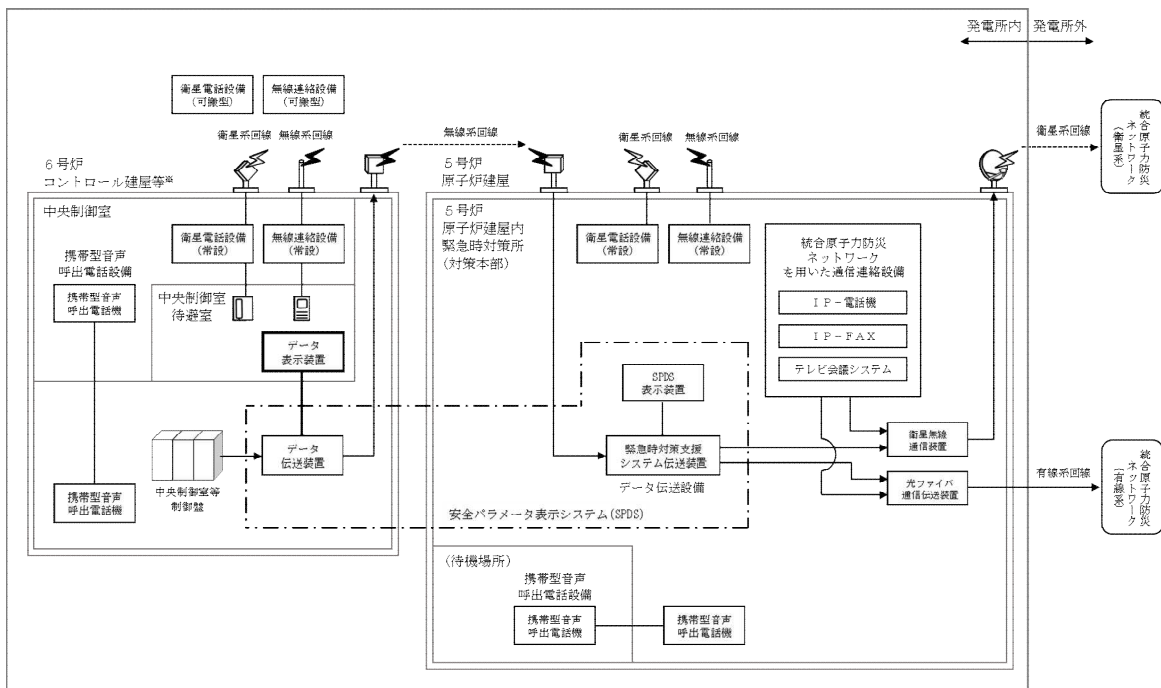 発電所内 発電所外
衛星電話設備
(可搬型)
無線連絡設備
(可搬型)
衛星系回線
無線系回線
無線系回線
衛星系回線
無線系回線
衛星系回線
統合原子力防災
ネットワーク
(衛星系)
6号炉
コントロール建屋等※
5号炉
原子炉建屋
中央制御室
携帯型音声
呼出電話設備
携帯型音声
呼出電話機
衛星電話設備
(常設)
無線連絡設備
(常設)
中央制御室
待避室
データ
表示装置
5号炉
原子炉建屋内
緊急時対策所
(対策本部)
衛星電話設備
(常設)
無線連絡設備
(常設)
統合原子力防災
ネットワーク
を用いた通信連絡設備
IP-電話機
IP-FAX
テレビ会議システム
SPDS
表示装置
中央制御室等
制御盤
データ
伝送装置
緊急時対策支援
システム伝送装置
データ伝送設備
衛星無線
通信装置
光ファイバ
通信伝送装置
有線系回線
統合原子力防災
ネットワーク
(有線系)
携帯型音声
呼出電話機
安全パラメータ表示システム(SPDS)
(待機場所)
携帯型音声
呼出電話設備
携帯型音声
呼出電話機
携帯型音声
呼出電話機